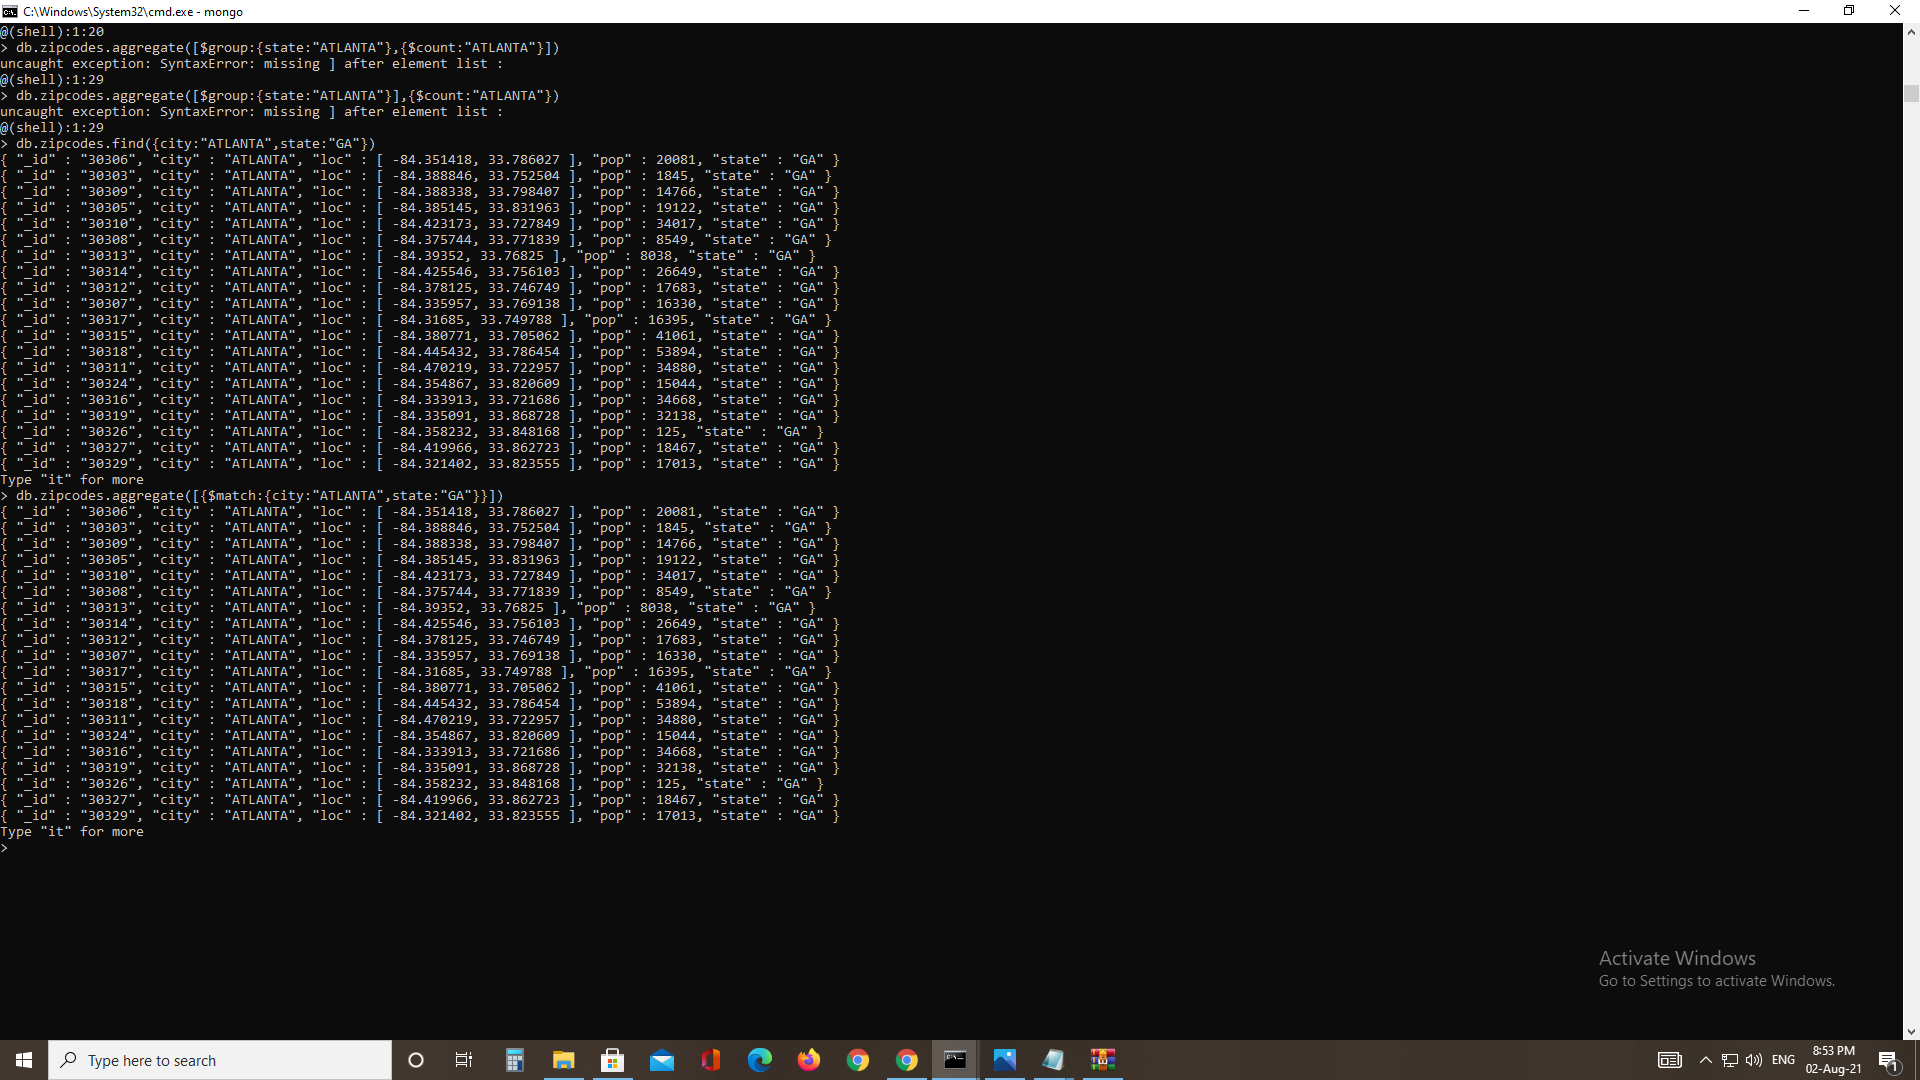 C:\Windows\System32\cmd.exe - mongo
@(shell):1:20
> db.zipcodes.aggregate([$group:{state:"ATLANTA"},{$count:"ATLANTA"}])
uncaught exception: SyntaxError: missing ] after element list :
@(shell):1:29
> db.zipcodes.aggregate([$group:{state:"ATLANTA"}],{$count:"ATLANTA"})
uncaught exception: SyntaxError: missing ] after element list :
@(shell):1:29
> db.zipcodes.find({city:"ATLANTA",state:"GA"})
{ "_id" : "30306", "city" : "ATLANTA", "loc" : [ -84.351418, 33.786027 ], "pop" : 20081, "state" : "GA" }
{ "_id" : "30303", "city" : "ATLANTA", "loc" : [ -84.388846, 33.752504 ], "pop" : 1845, "state" : "GA" }
{ "_id" : "30309", "city" : "ATLANTA", "loc" : [ -84.388338, 33.798407 ], "pop" : 14766, "state" : "GA" }
{ "_id" : "30305", "city" : "ATLANTA", "loc" : [ -84.385145, 33.831963 ], "pop" : 19122, "state" : "GA" }
{ "_id" : "30310", "city" : "ATLANTA", "loc" : [ -84.423173, 33.727849 ], "pop" : 34017, "state" : "GA" }
{ "_id" : "30308", "city" : "ATLANTA", "loc" : [ -84.375744, 33.771839 ], "pop" : 8549, "state" : "GA" }
{ "_id" : "30313", "city" : "ATLANTA", "loc" : [ -84.39352, 33.76825 ], "pop" : 8038, "state" : "GA" }
{ "_id" : "30314", "city" : "ATLANTA", "loc" : [ -84.425546, 33.756103 ], "pop" : 26649, "state" : "GA" }
{ "_id" : "30312", "city" : "ATLANTA", "loc" : [ -84.378125, 33.746749 ], "pop" : 17683, "state" : "GA" }
{ "_id" : "30307", "city" : "ATLANTA", "loc" : [ -84.335957, 33.769138 ], "pop" : 16330, "state" : "GA" }
{ "_id" : "30317", "city" : "ATLANTA", "loc" : [ -84.31685, 33.749788 ], "pop" : 16395, "state" : "GA" }
{ "_id" : "30315", "city" : "ATLANTA", "loc" : [ -84.380771, 33.705062 ], "pop" : 41061, "state" : "GA" }
{ "_id" : "30318", "city" : "ATLANTA", "loc" : [ -84.445432, 33.786454 ], "pop" : 53894, "state" : "GA" }
{ "_id" : "30311", "city" : "ATLANTA", "loc" : [ -84.470219, 33.722957 ], "pop" : 34880, "state" : "GA" }
{ "_id" : "30324", "city" : "ATLANTA", "loc" : [ -84.354867, 33.820609 ], "pop" : 15044, "state" : "GA" }
{ "_id" : "30316", "city" : "ATLANTA", "loc" : [ -84.333913, 33.721686 ], "pop" : 34668, "state" : "GA" }
{ "_id" : "30319", "city" : "ATLANTA", "loc" : [ -84.335091, 33.868728 ], "pop" : 32138, "state" : "GA" }
{ "_id" : "30326", "city" : "ATLANTA", "loc" : [ -84.358232, 33.848168 ], "pop" : 125, "state" : "GA" }
{ "_id" : "30327", "city" : "ATLANTA", "loc" : [ -84.419966, 33.862723 ], "pop" : 18467, "state" : "GA" }
{ "_id" : "30329", "city" : "ATLANTA", "loc" : [ -84.321402, 33.823555 ], "pop" : 17013, "state" : "GA" }
Type "it" for more
> db.zipcodes.aggregate([{$match:{city:"ATLANTA",state:"GA"}}])
{ "_id" : "30306", "city" : "ATLANTA", "loc" : [ -84.351418, 33.786027 ], "pop" : 20081, "state" : "GA" }
{ "_id" : "30303", "city" : "ATLANTA", "loc" : [ -84.388846, 33.752504 ], "pop" : 1845, "state" : "GA" }
{ "_id" : "30309", "city" : "ATLANTA", "loc" : [ -84.388338, 33.798407 ], "pop" : 14766, "state" : "GA" }
{ "_id" : "30305", "city" : "ATLANTA", "loc" : [ -84.385145, 33.831963 ], "pop" : 19122, "state" : "GA" }
{ "_id" : "30310", "city" : "ATLANTA", "loc" : [ -84.423173, 33.727849 ], "pop" : 34017, "state" : "GA" }
{ "_id" : "30308", "city" : "ATLANTA", "loc" : [ -84.375744, 33.771839 ], "pop" : 8549, "state" : "GA" }
{ "_id" : "30313", "city" : "ATLANTA", "loc" : [ -84.39352, 33.76825 ], "pop" : 8038, "state" : "GA" }
{ "_id" : "30314", "city" : "ATLANTA", "loc" : [ -84.425546, 33.756103 ], "pop" : 26649, "state" : "GA" }
{ "_id" : "30312", "city" : "ATLANTA", "loc" : [ -84.378125, 33.746749 ], "pop" : 17683, "state" : "GA" }
{ "_id" : "30307", "city" : "ATLANTA", "loc" : [ -84.335957, 33.769138 ], "pop" : 16330, "state" : "GA" }
{ "_id" : "30317", "city" : "ATLANTA", "loc" : [ -84.31685, 33.749788 ], "pop" : 16395, "state" : "GA" }
{ "_id" : "30315", "city" : "ATLANTA", "loc" : [ -84.380771, 33.705062 ], "pop" : 41061, "state" : "GA" }
{ "_id" : "30318", "city" : "ATLANTA", "loc" : [ -84.445432, 33.786454 ], "pop" : 53894, "state" : "GA" }
{ "_id" : "30311", "city" : "ATLANTA", "loc" : [ -84.470219, 33.722957 ], "pop" : 34880, "state" : "GA" }
{ "_id" : "30324", "city" : "ATLANTA", "loc" : [ -84.354867, 33.820609 ], "pop" : 15044, "state" : "GA" }
{ "_id" : "30316", "city" : "ATLANTA", "loc" : [ -84.333913, 33.721686 ], "pop" : 34668, "state" : "GA" }
{ "_id" : "30319", "city" : "ATLANTA", "loc" : [ -84.335091, 33.868728 ], "pop" : 32138, "state" : "GA" }
{ "_id" : "30326", "city" : "ATLANTA", "loc" : [ -84.358232, 33.848168 ], "pop" : 125, "state" : "GA" }
{ "_id" : "30327", "city" : "ATLANTA", "loc" : [ -84.419966, 33.862723 ], "pop" : 18467, "state" : "GA" }
{ "_id" : "30329", "city" : "ATLANTA", "loc" : [ -84.321402, 33.823555 ], "pop" : 17013, "state" : "GA" }
Type "it" for more
>
Activate Windows
Go to Settings to activate Windows.
Type here to search
ENG
8:53 PM
02-Aug-21
1